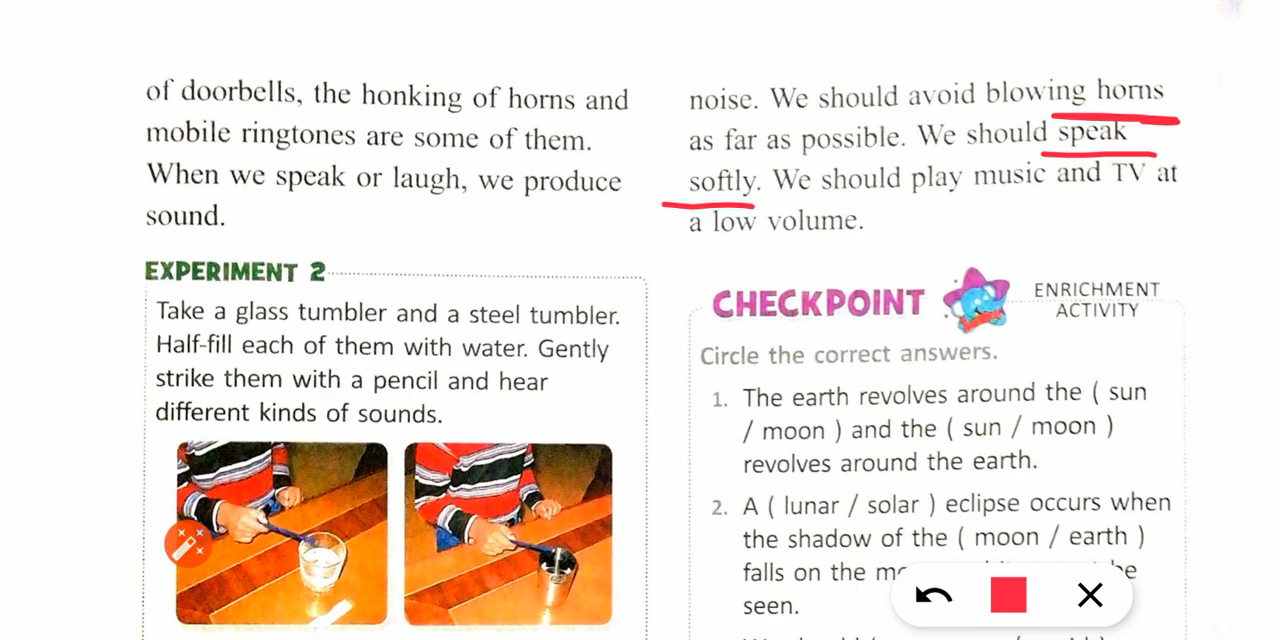 of doorbells, the honking of horns and
mobile ringtones are some of them.
When we speak or laugh, we produce
sound.
EXPERIMENT 2
Take a glass tumbler and a steel tumbler.
Half-fill each of them with water. Gently
strike them with a pencil and hear
different kinds of sounds.
noise. We should avoid blowing horns
as far as possible. We should speak
softly. We should play music and TV at
a low volume.
CHECKPOINT
ENRICHMENT
ACTIVITY
Circle the correct answers.
1. The earth revolves around the ( sun
/ moon ) and the ( sun / moon )
revolves around the earth.
2. A ( lunar / solar ) eclipse occurs when
the shadow of the ( moon / earth )
falls on the
seen.